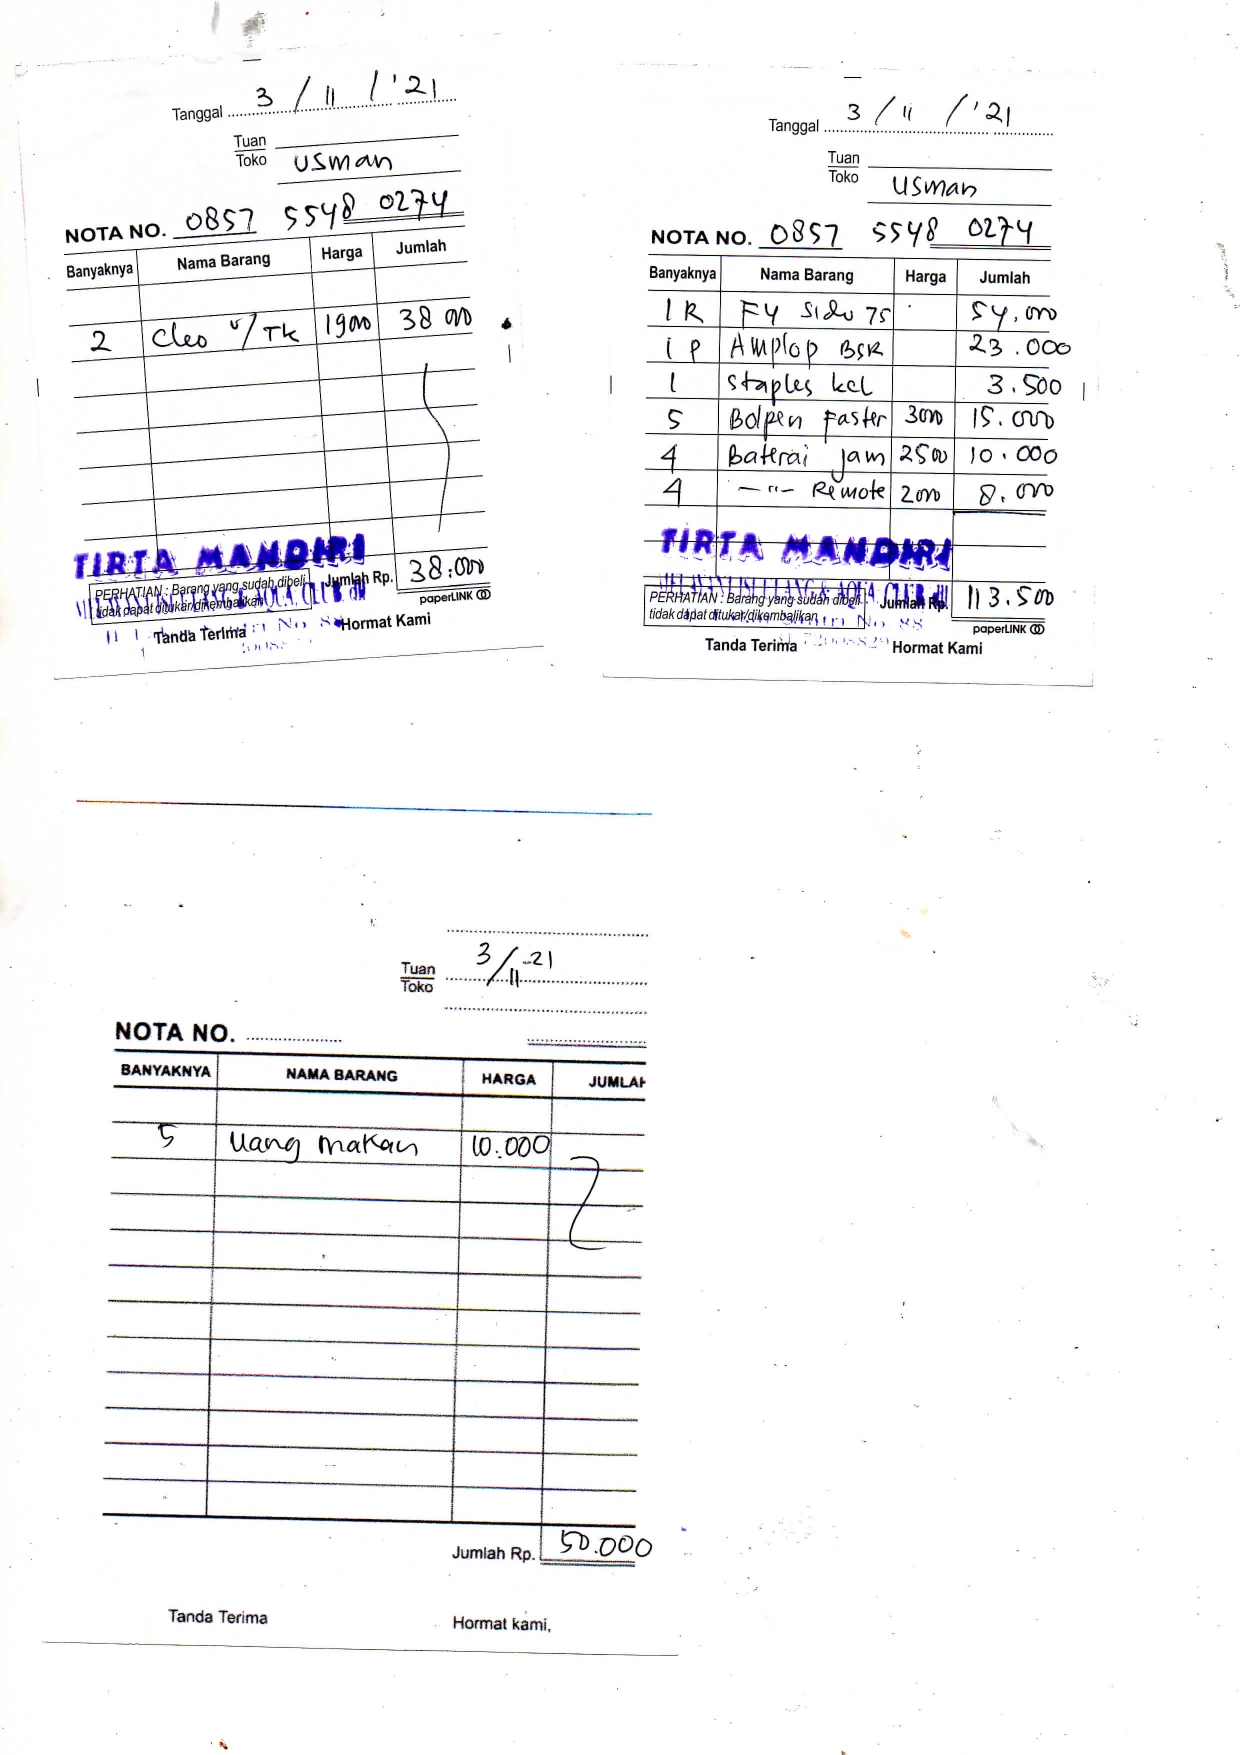 Tanggal 3 / 11 / '21
Tuan
Toko usman
NOTA NO. 0857 5548 0274
Banyaknya Nama Barang Harga Jumlah
2 Cleo 19000 38 000
TIRTA MANDIRI
PERHATIAN : Barang yang sudah dibeli
tidak dapat ditukar/dikembalikan
Jumlah Rp. 38.000
paperLINK
Tanda Terima Hormat Kami
Tanggal 3 / 11 / '21
Tuan
Toko usman
NOTA NO. 0857 5548 0274
Banyaknya Nama Barang Harga Jumlah
1 R F4 Sidu 75 54.000
1 P Amplop BSR 23.000
1 Staples kcl 3.500
5 Bolpen Faster 3000 15.000
4 Baterai jam 2500 10.000
4 —"— Remote 2000 8.000
TIRTA MANDIRI
PERHATIAN : Barang yang sudah dibeli
tidak dapat ditukar/dikembalikan
Jumlah Rp. 113.500
No. 88
paperLINK
Tanda Terima Hormat Kami
3/11-21
Tuan
Toko
NOTA NO.
BANYAKNYA NAMA BARANG HARGA JUMLAH
5 Uang makan 10.000
Jumlah Rp. 50.000
Tanda Terima Hormat kami,